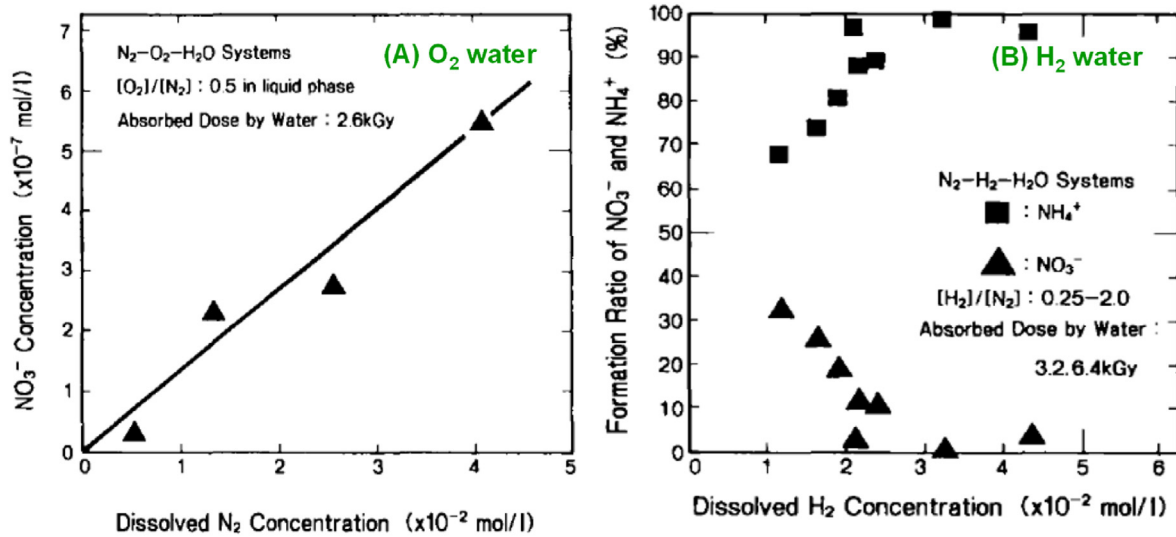 (A) O₂ water
N₂-O₂-H₂O Systems
[O₂]/[N₂] : 0.5 in liquid phase
Absorbed Dose by Water : 2.6kGy
NO₃⁻ Concentration (x10⁻⁷ mol/l)
7
6
5
4
3
2
1
0
0 1 2 3 4 5
Dissolved N₂ Concentration (x10⁻² mol/l)
(B) H₂ water
N₂-H₂-H₂O Systems
■ : NH₄⁺
▲ : NO₃⁻
[H₂]/[N₂] : 0.25-2.0
Absorbed Dose by Water :
3.2.6.4kGy
Formation Ratio of NO₃⁻ and NH₄⁺ (%)
100
90
80
70
60
50
40
30
20
10
0
0 1 2 3 4 5 6
Dissolved H₂ Concentration (x10⁻² mol/l)